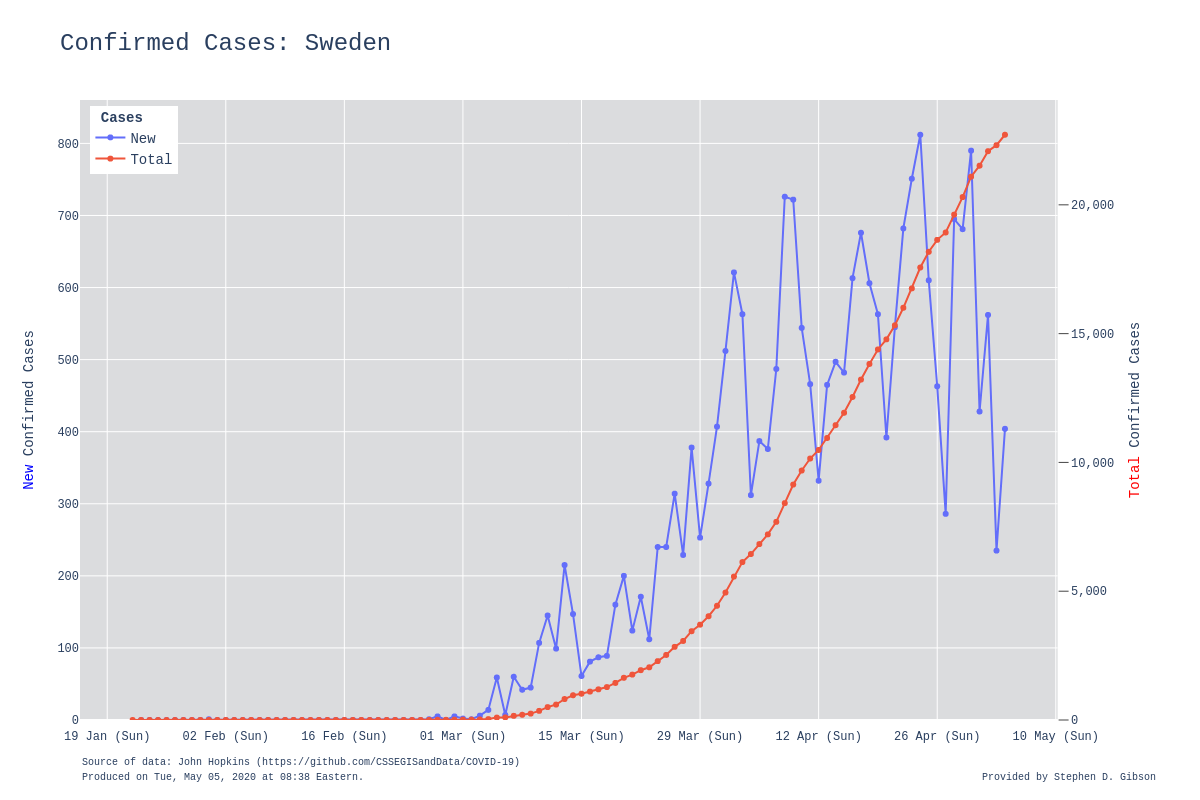 Confirmed Cases: Sweden
Cases
New
Total
800
700
600
500
400
300
200
100
0
New Confirmed Cases
20,000
15,000
10,000
5,000
0
Total Confirmed Cases
19 Jan (Sun) 02 Feb (Sun) 16 Feb (Sun) 01 Mar (Sun) 15 Mar (Sun) 29 Mar (Sun) 12 Apr (Sun) 26 Apr (Sun) 10 May (Sun)
Source of data: John Hopkins (https://github.com/CSSEGISandData/COVID-19)
Produced on Tue, May 05, 2020 at 08:38 Eastern.
Provided by Stephen D. Gibson